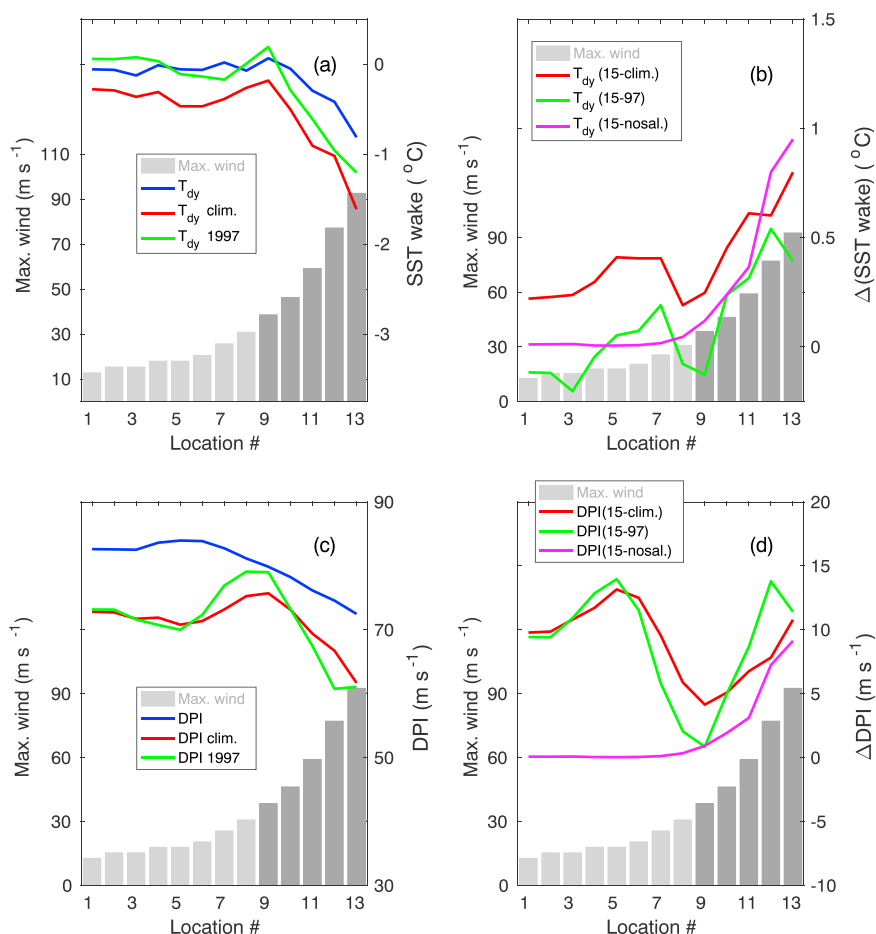 (a)
Max. wind (m s⁻¹)
110
90
70
50
30
10
0
-1
-2
-3
SST wake ( °C)
Max. wind
T_dy
T_dy clim.
T_dy 1997
1 3 5 7 9 11 13
Location #
(b)
Max. wind (m s⁻¹)
90
60
30
0
1.5
1
0.5
0
Δ(SST wake) ( °C)
Max. wind
T_dy (15-clim.)
T_dy (15-97)
T_dy (15-nosal.)
1 3 5 7 9 11 13
Location #
(c)
Max. wind (m s⁻¹)
90
60
30
0
90
70
50
30
DPI (m s⁻¹)
Max. wind
DPI
DPI clim.
DPI 1997
1 3 5 7 9 11 13
Location #
(d)
Max. wind (m s⁻¹)
90
60
30
0
20
15
10
5
0
-5
-10
ΔDPI (m s⁻¹)
Max. wind
DPI(15-clim.)
DPI(15-97)
DPI(15-nosal.)
1 3 5 7 9 11 13
Location #